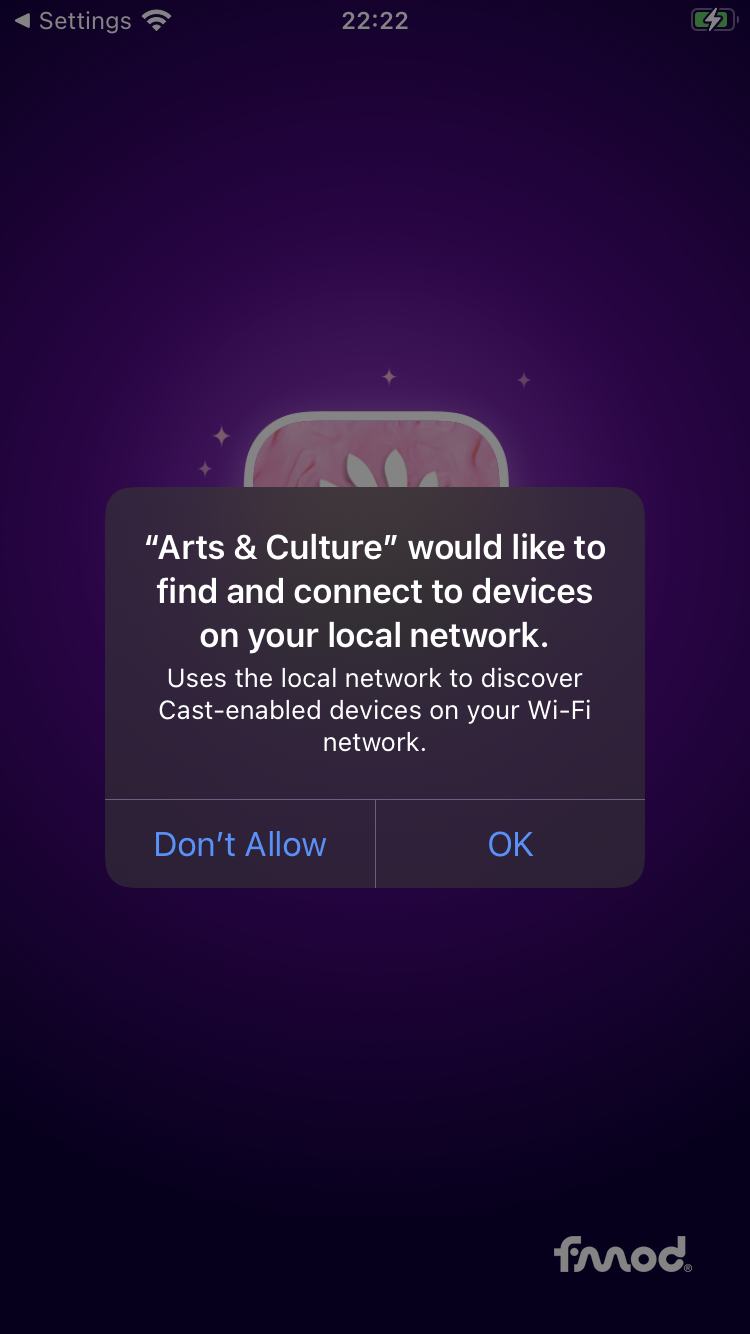 Settings
22:22
“Arts & Culture” would like to
find and connect to devices
on your local network.
Uses the local network to discover
Cast-enabled devices on your Wi-Fi
network.
Don’t Allow
OK
fmod®